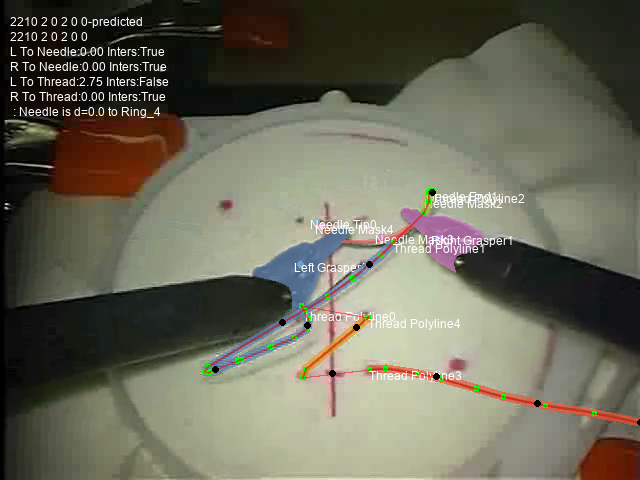 2210 2 0 2 0 0-predicted
2210 2 0 2 0 0
L To Needle:0.00 Inters:True
R To Needle:0.00 Inters:True
L To Thread:2.75 Inters:False
R To Thread:0.00 Inters:True
: Needle is d=0.0 to Ring_4
Needle Mask2
Needle Tip0
Needle Mask4
Right Grasper1
Thread Polyline1
Left Grasper
Thread Polyline0
Thread Polyline4
Thread Polyline3